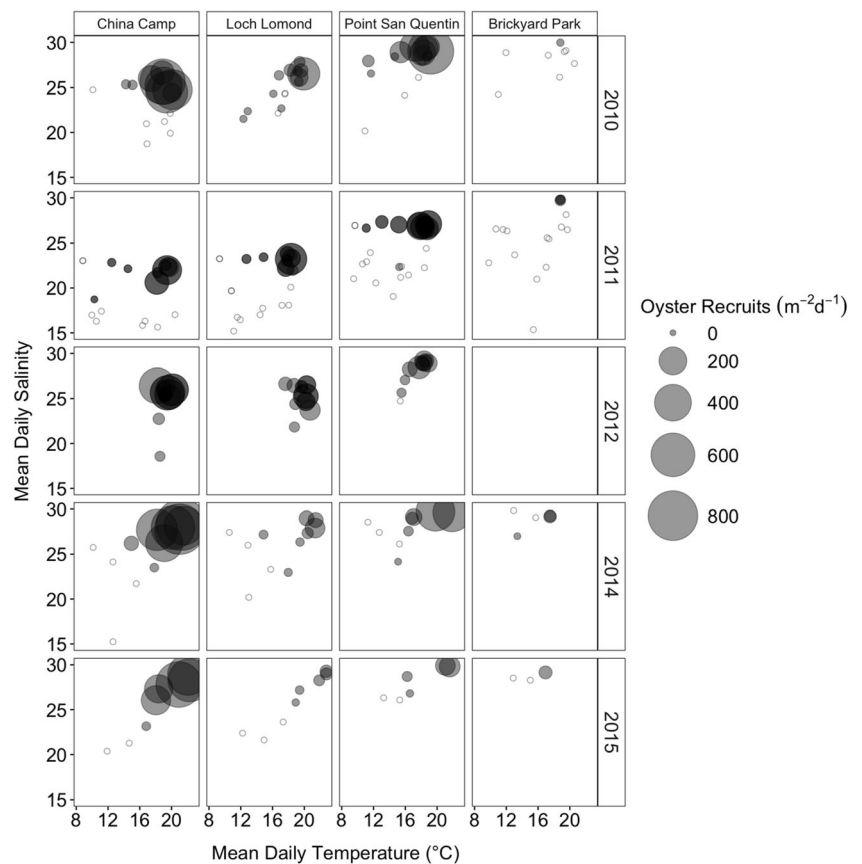 China Camp
Loch Lomond
Point San Quentin
Brickyard Park
30
25
20
15
2010
30
25
20
15
2011
30
25
20
15
2012
30
25
20
15
2014
30
25
20
15
2015
8 12 16 20
8 12 16 20
8 12 16 20
8 12 16 20
Mean Daily Salinity
Mean Daily Temperature (°C)
Oyster Recruits (m⁻²d⁻¹)
0
200
400
600
800